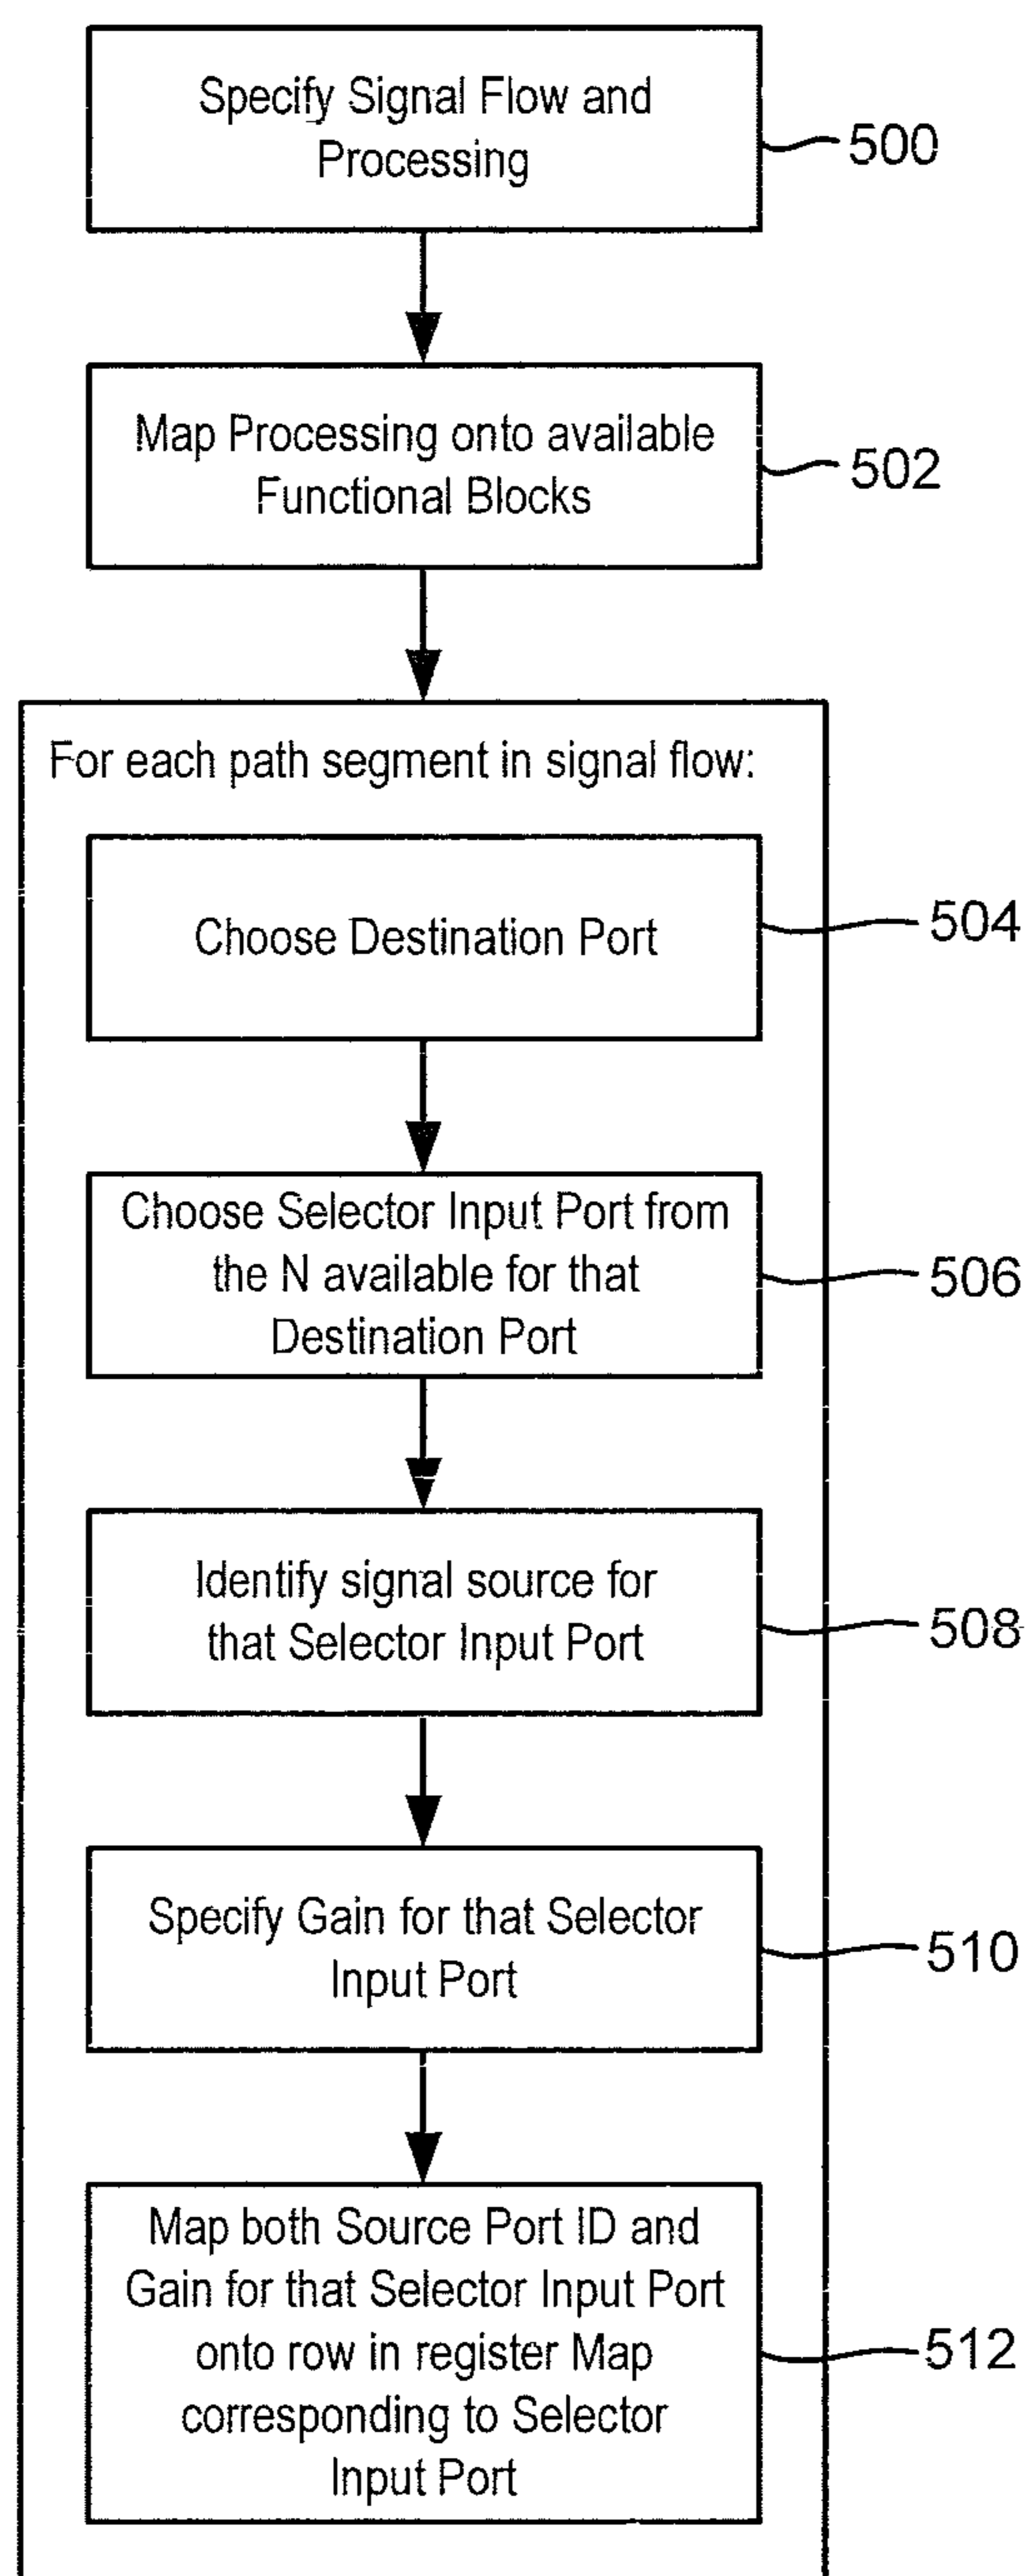 Specify Signal Flow and
Processing
500
Map Processing onto available
Functional Blocks
502
For each path segment in signal flow:
Choose Destination Port
504
Choose Selector Input Port from
the N available for that
Destination Port
506
Identify signal source for
that Selector Input Port
508
Specify Gain for that Selector
Input Port
510
Map both Source Port ID and
Gain for that Selector Input Port
onto row in register Map
corresponding to Selector
Input Port
512